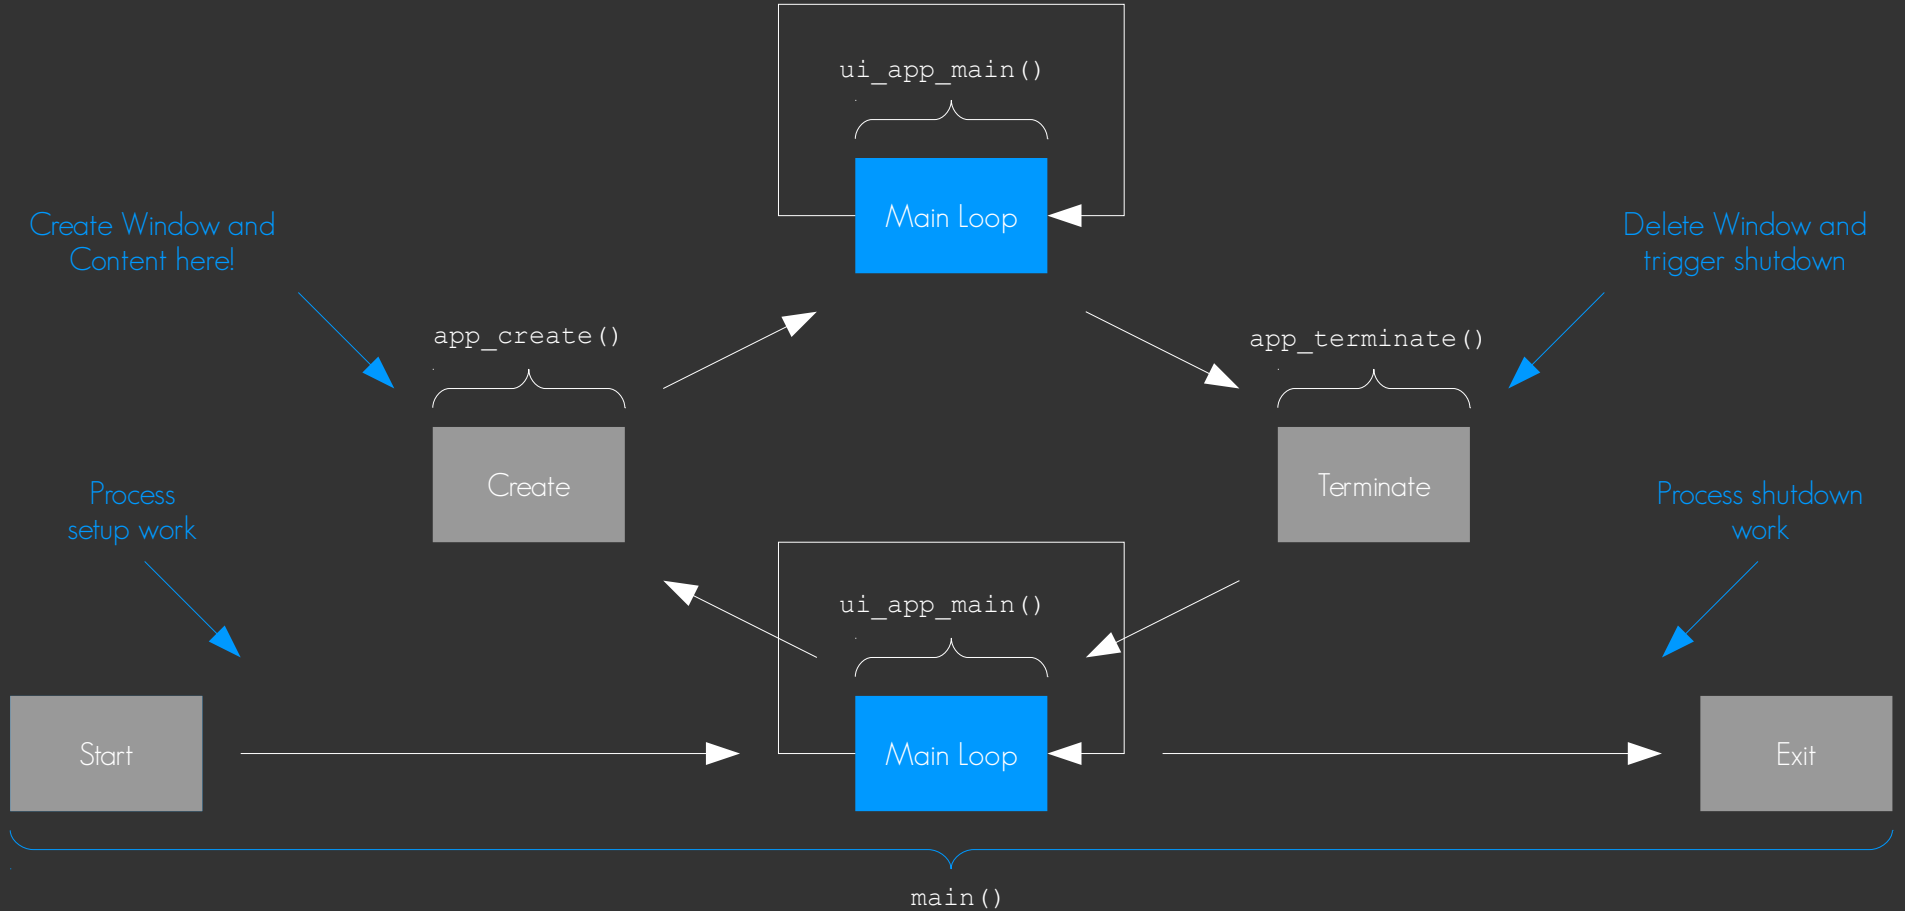 ui_app_main()
Main Loop
Create Window and
Content here!
Delete Window and
trigger shutdown
app_create()
app_terminate()
Create
Terminate
Process
setup work
Process shutdown
work
ui_app_main()
Start
Main Loop
Exit
main()